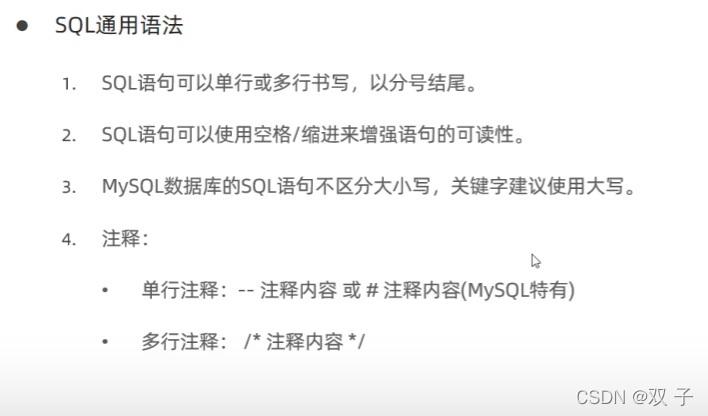 ● SQL通用语法
1. SQL语句可以单行或多行书写，以分号结尾。
2. SQL语句可以使用空格/缩进来增强语句的可读性。
3. MySQL数据库的SQL语句不区分大小写，关键字建议使用大写。
4. 注释：
• 单行注释：-- 注释内容 或 # 注释内容(MySQL特有)
• 多行注释： /* 注释内容 */
CSDN @双 子